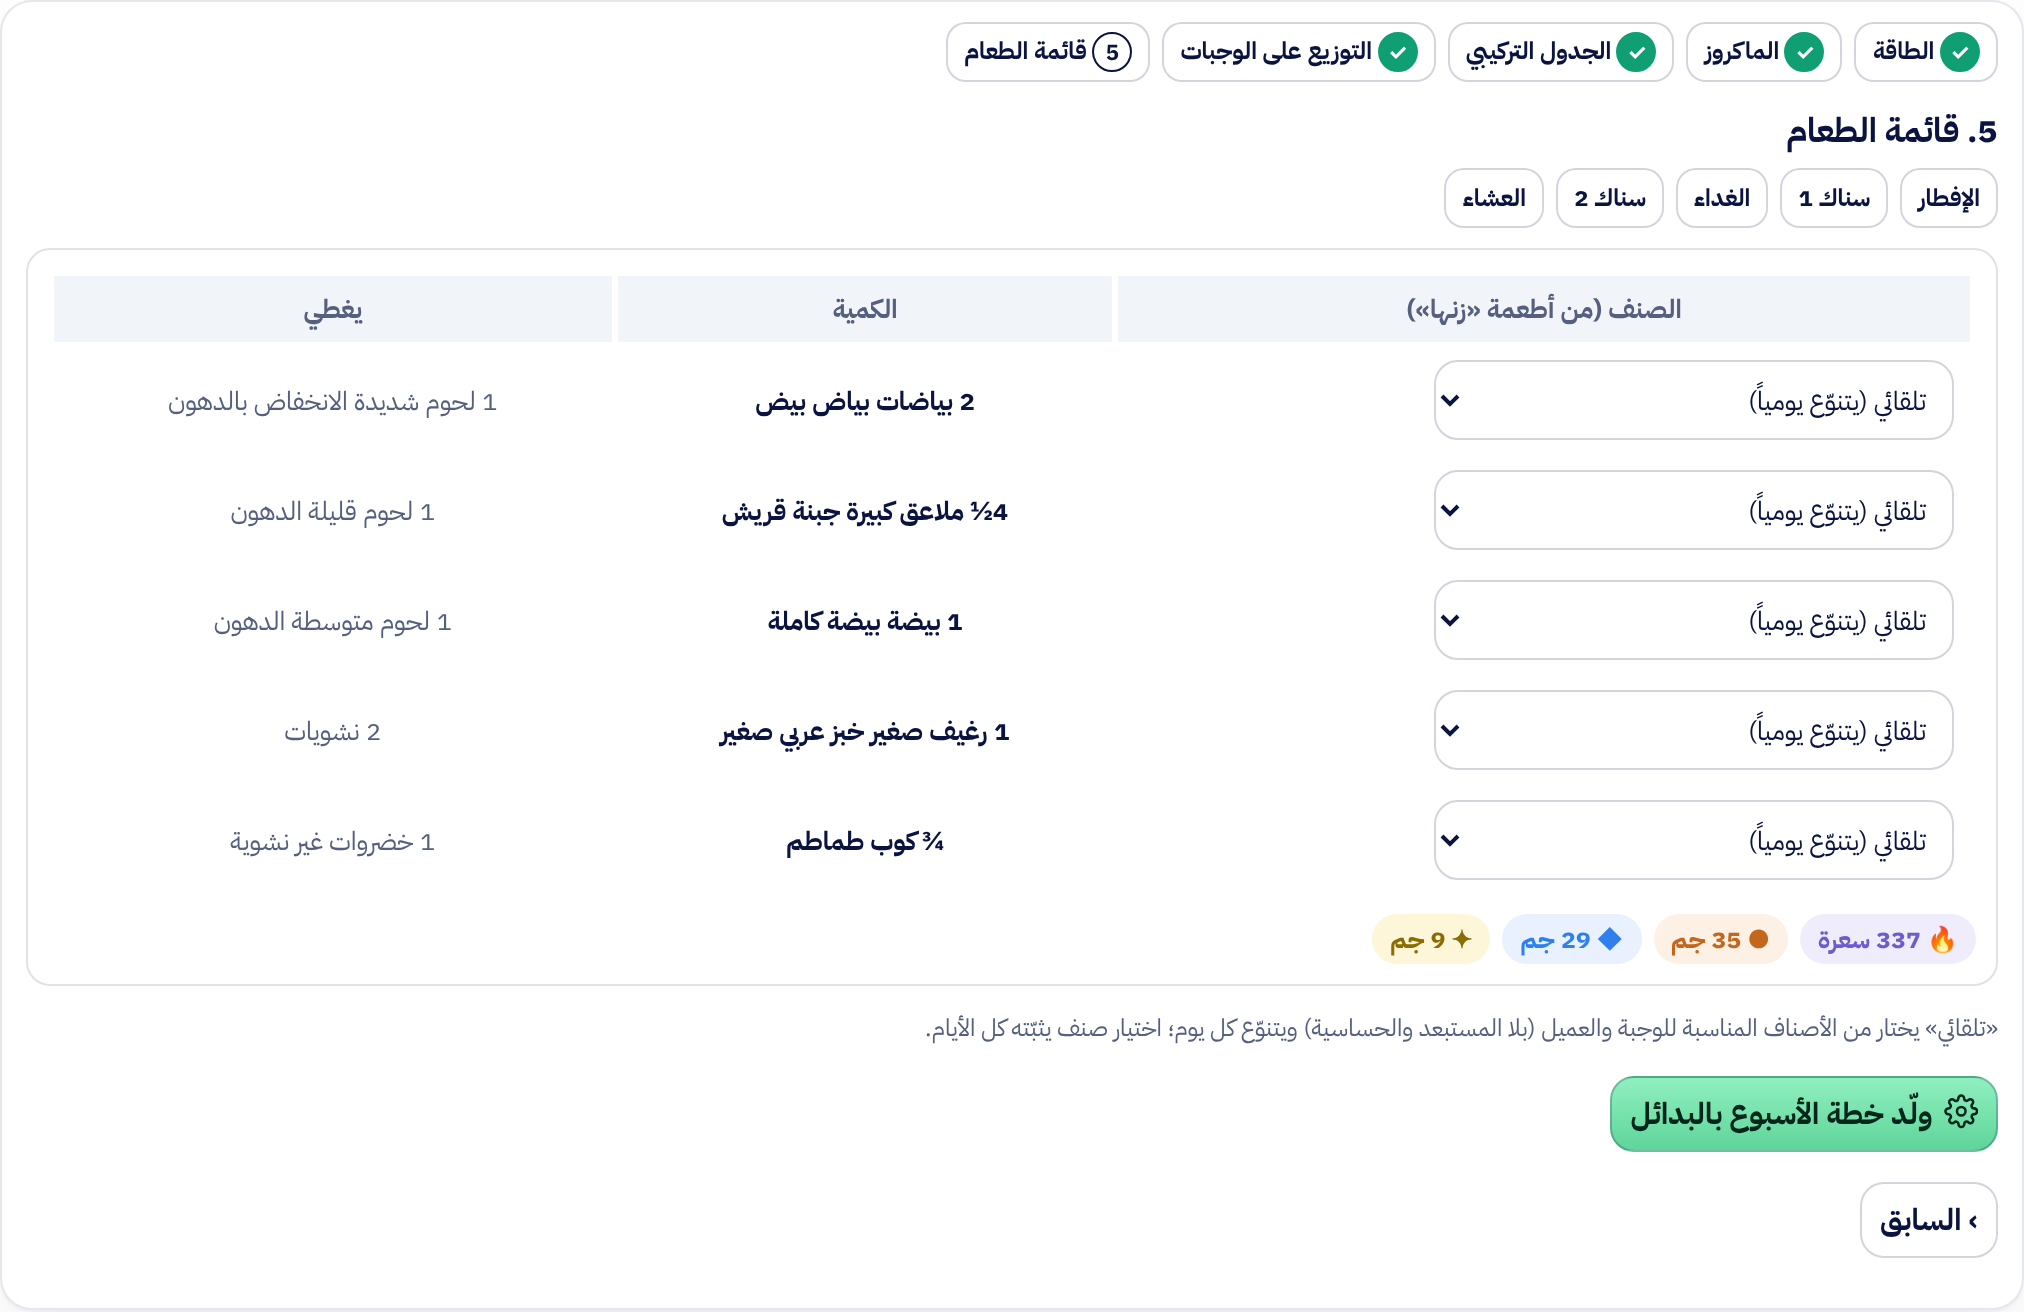 الطاقة الماكروز الجدول التركيبي التوزيع على الوجبات 5 قائمة الطعام
5. قائمة الطعام
الإفطار سناك 1 الغداء سناك 2 العشاء
الصنف (من أطعمة «زنها») الكمية يغطي
تلقائي (يتنوّع يومياً) 2 بياضات بياض بيض 1 لحوم شديدة الانخفاض بالدهون
تلقائي (يتنوّع يومياً) 4½ ملاعق كبيرة جبنة قريش 1 لحوم قليلة الدهون
تلقائي (يتنوّع يومياً) 1 بيضة بيضة كاملة 1 لحوم متوسطة الدهون
تلقائي (يتنوّع يومياً) 1 رغيف صغير خبز عربي صغير 2 نشويات
تلقائي (يتنوّع يومياً) ¾ كوب طماطم 1 خضروات غير نشوية
🔥 337 سعرة ● 35 جم ◆ 29 جم ✦ 9 جم
«تلقائي» يختار من الأصناف المناسبة للوجبة والعميل (بلا المستبعد والحساسية) ويتنوّع كل يوم؛ اختيار صنف يثبّته كل الأيام.
ولّد خطة الأسبوع بالبدائل
‹ السابق